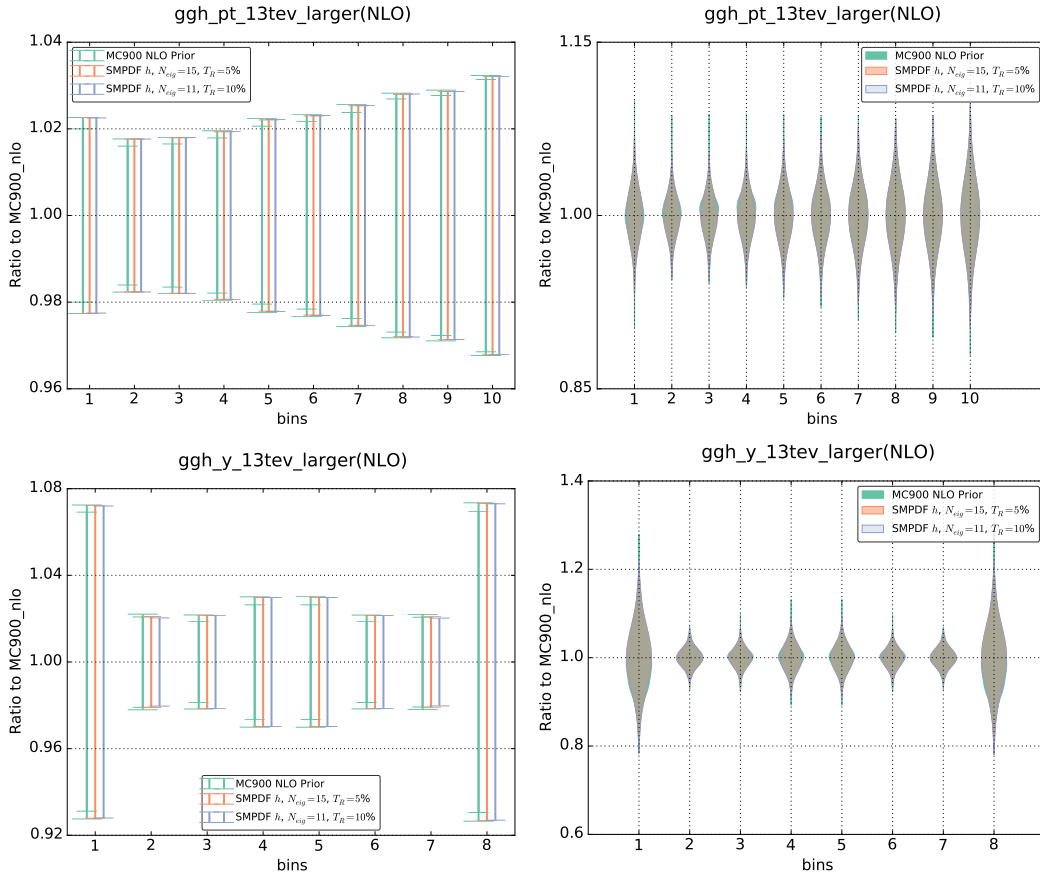 ggh_pt_13tev_larger(NLO)
1.04
1.02
1.00
0.98
0.96
Ratio to MC900_nlo
MC900 NLO Prior
SMPDF h, N_eig=15, T_R=5%
SMPDF h, N_eig=11, T_R=10%
1 2 3 4 5 6 7 8 9 10
bins
ggh_pt_13tev_larger(NLO)
1.15
1.00
0.85
Ratio to MC900_nlo
MC900 NLO Prior
SMPDF h, N_eig=15, T_R=5%
SMPDF h, N_eig=11, T_R=10%
1 2 3 4 5 6 7 8 9 10
bins
ggh_y_13tev_larger(NLO)
1.08
1.04
1.00
0.96
0.92
Ratio to MC900_nlo
MC900 NLO Prior
SMPDF h, N_eig=15, T_R=5%
SMPDF h, N_eig=11, T_R=10%
1 2 3 4 5 6 7 8
bins
ggh_y_13tev_larger(NLO)
1.4
1.2
1.0
0.8
0.6
Ratio to MC900_nlo
MC900 NLO Prior
SMPDF h, N_eig=15, T_R=5%
SMPDF h, N_eig=11, T_R=10%
1 2 3 4 5 6 7 8
bins